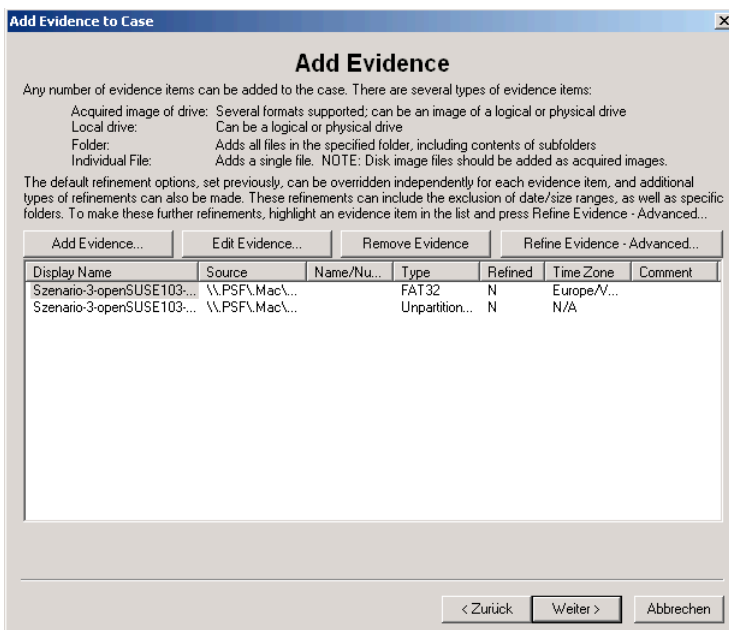 Add Evidence to Case
Add Evidence
Any number of evidence items can be added to the case. There are several types of evidence items:
Acquired image of drive: Several formats supported; can be an image of a logical or physical drive
Local drive: Can be a logical or physical drive
Folder: Adds all files in the specified folder, including contents of subfolders
Individual File: Adds a single file. NOTE: Disk image files should be added as acquired images.
The default refinement options, set previously, can be overridden independently for each evidence item, and additional
types of refinements can also be made. These refinements can include the exclusion of date/size ranges, as well as specific
folders. To make these further refinements, highlight an evidence item in the list and press Refine Evidence - Advanced...
Add Evidence... Edit Evidence... Remove Evidence Refine Evidence - Advanced...
Display Name Source Name/Nu... Type Refined Time Zone Comment
Szenario-3-openSUSE103-... \\.PSF\.Mac\... FAT32 N Europe/V...
Szenario-3-openSUSE103-... \\.PSF\.Mac\... Unpartition... N N/A
< Zurück Weiter > Abbrechen